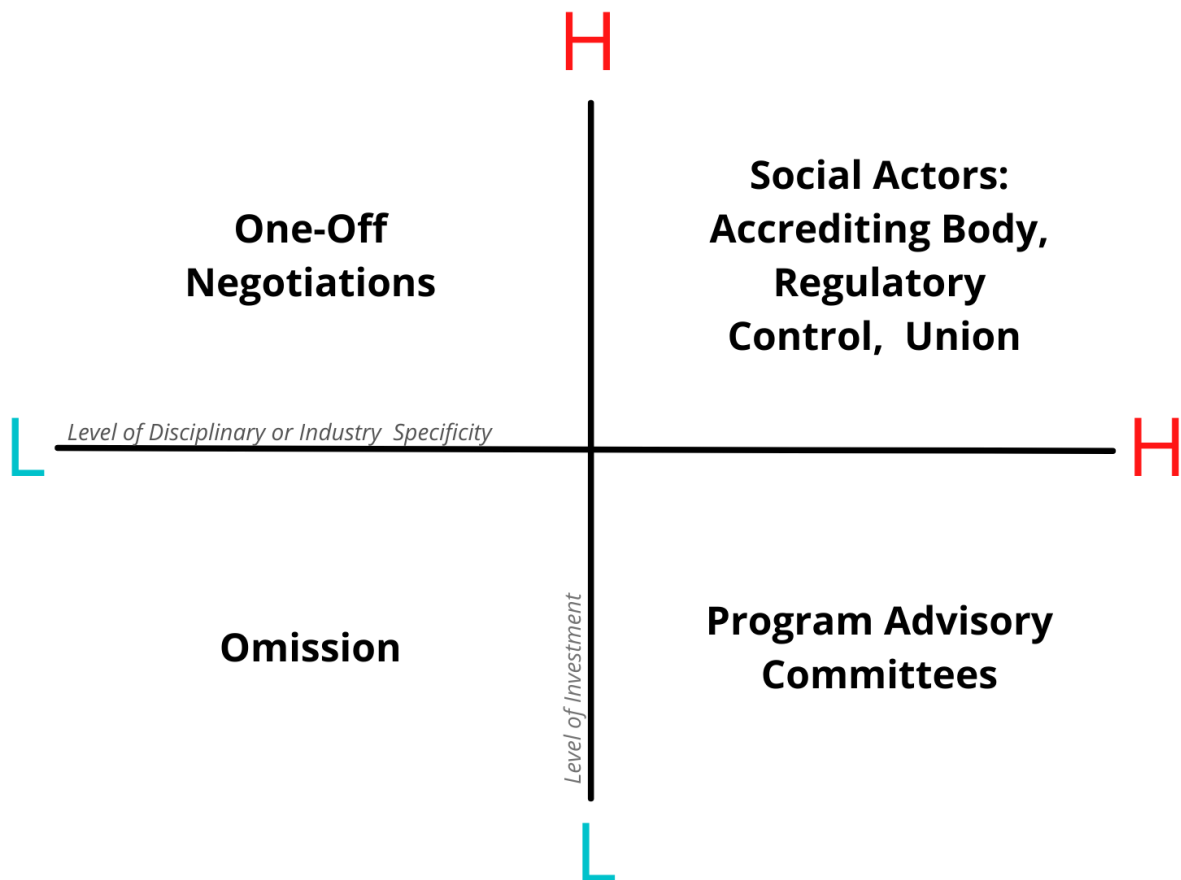 H
One-Off
Negotiations
Social Actors:
Accrediting Body,
Regulatory
Control,  Union
L
Level of Disciplinary or Industry  Specificity
H
Omission
Level of Investment
Program Advisory
Committees
L